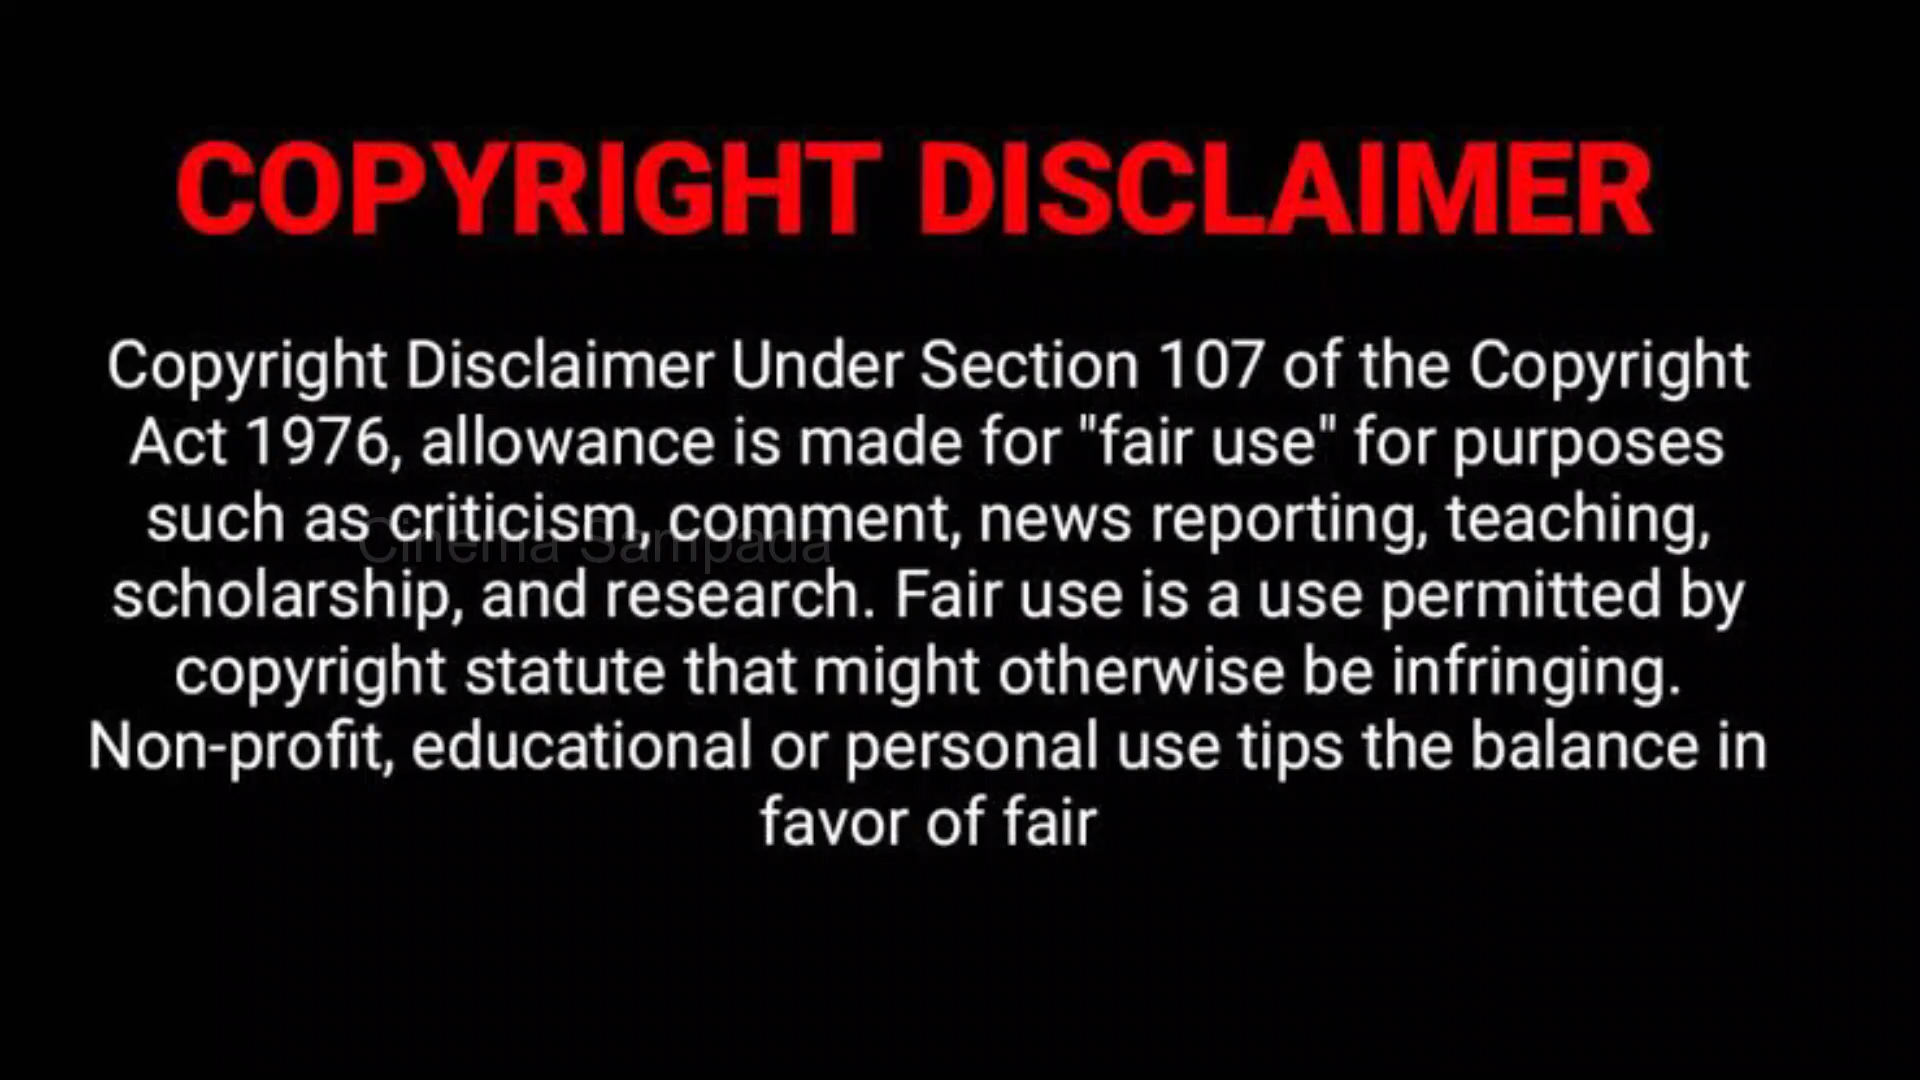 COPYRIGHT DISCLAIMER
Copyright Disclaimer Under Section 107 of the Copyright
Act 1976, allowance is made for "fair use" for purposes
such as criticism, comment, news reporting, teaching,
Cinema Sampada
scholarship, and research. Fair use is a use permitted by
copyright statute that might otherwise be infringing.
Non-profit, educational or personal use tips the balance in
favor of fair